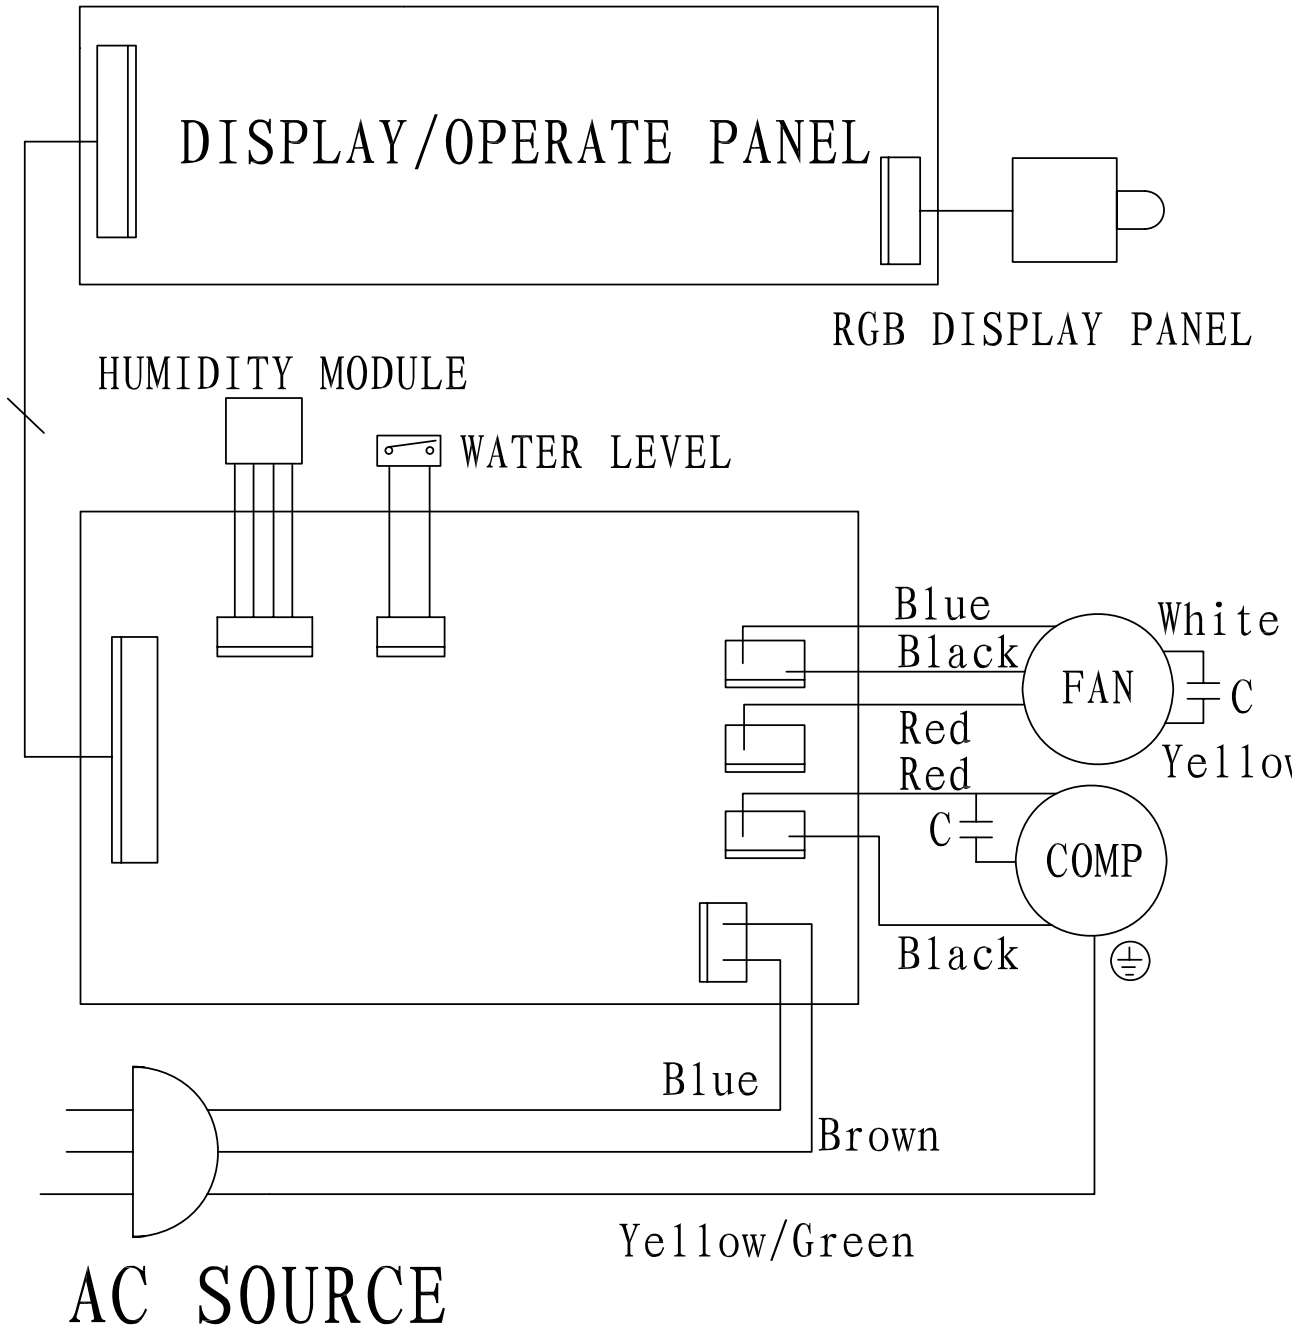 DISPLAY/OPERATE PANEL
RGB DISPLAY PANEL
HUMIDITY MODULE
WATER LEVEL
Blue
White
Black
FAN
C
Red
Yellow
Red
C
COMP
Black
Blue
Brown
Yellow/Green
AC SOURCE